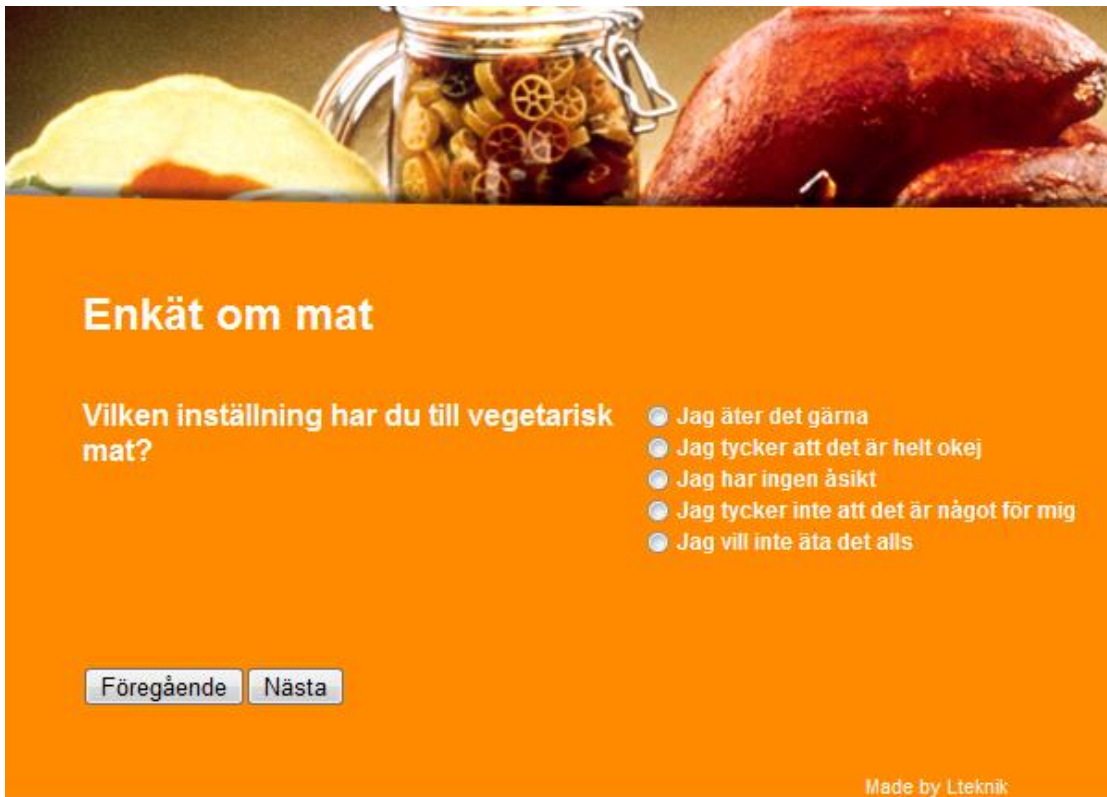 Enkät om mat
Vilken inställning har du till vegetarisk
mat?
Jag äter det gärna
Jag tycker att det är helt okej
Jag har ingen åsikt
Jag tycker inte att det är något för mig
Jag vill inte äta det alls
Föregående Nästa
Made by Lteknik